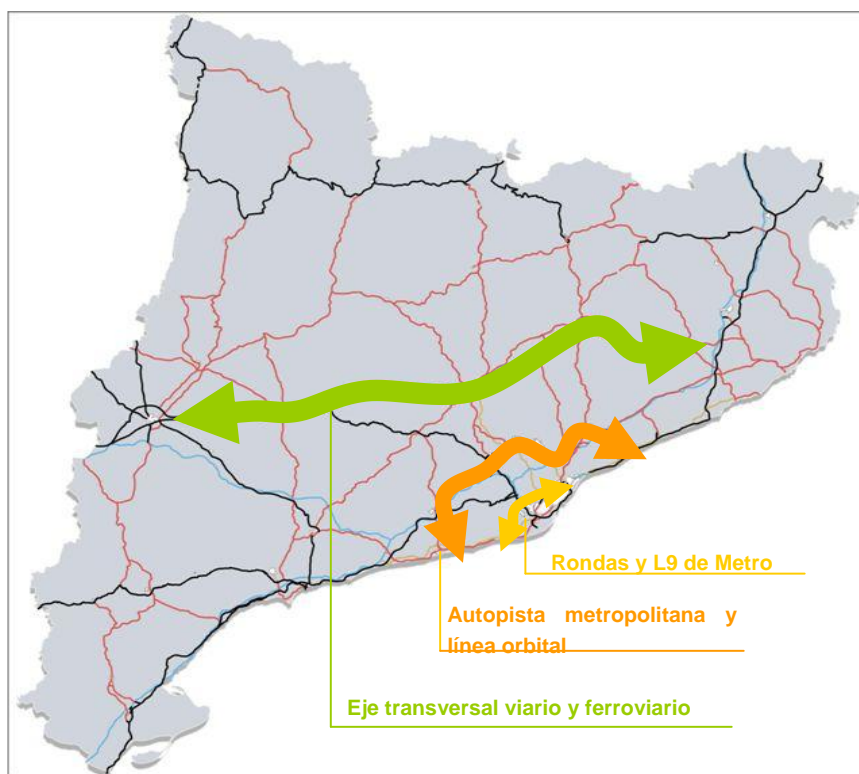 Rondas y L9 de Metro
Autopista metropolitana y
línea orbital
Eje transversal viario y ferroviario